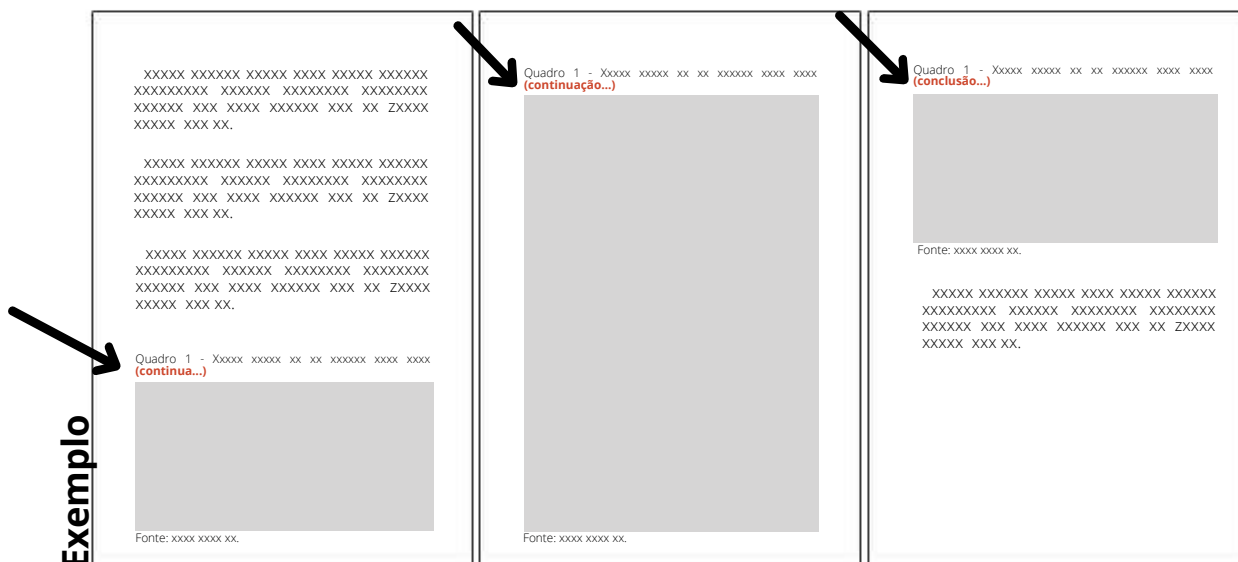 XXXXX XXXXXX XXXXX XXXX XXXXX XXXXXX
XXXXXXXXX XXXXXX XXXXXXXX XXXXXXXX
XXXXXX XXX XXXX XXXXXX XXX XX ZXXXX
XXXXX XXX XX.
XXXXX XXXXXX XXXXX XXXX XXXXX XXXXXX
XXXXXXXXX XXXXXX XXXXXXXX XXXXXXXX
XXXXXX XXX XXXX XXXXXX XXX XX ZXXXX
XXXXX XXX XX.
XXXXX XXXXXX XXXXX XXXX XXXXX XXXXXX
XXXXXXXXX XXXXXX XXXXXXXX XXXXXXXX
XXXXXX XXX XXXX XXXXXX XXX XX ZXXXX
XXXXX XXX XX.
Quadro 1 - Xxxxx xxxxx xx xx xxxxxx xxxx xxxx
(continua...)
Fonte: xxxx xxxx xx.
Exemplo
Quadro 1 - Xxxxx xxxxx xx xx xxxxxx xxxx xxxx
(continuação...)
Fonte: xxxx xxxx xx.
Quadro 1 - Xxxxx xxxxx xx xx xxxxxx xxxx xxxx
(conclusão...)
Fonte: xxxx xxxx xx.
XXXXX XXXXXX XXXXX XXXX XXXXX XXXXXX
XXXXXXXXX XXXXXX XXXXXXXX XXXXXXXX
XXXXXX XXX XXXX XXXXXX XXX XX ZXXXX
XXXXX XXX XX.